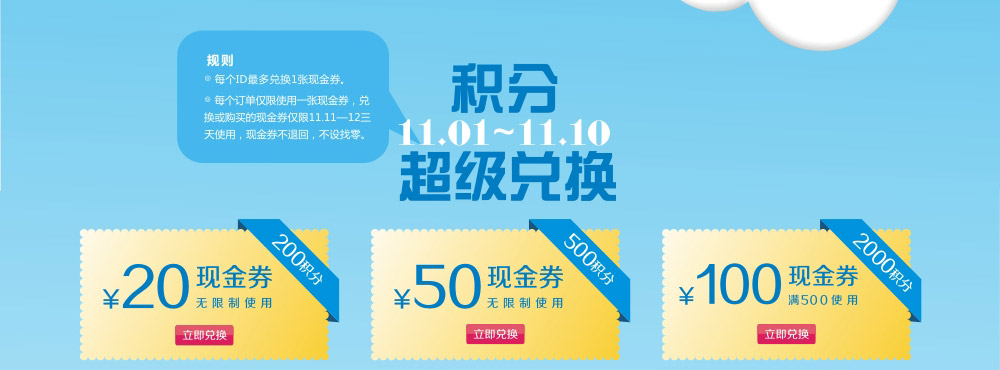 规则
每个ID最多兑换1张现金券。
每个订单仅限使用一张现金券，兑
换或购买的现金券仅限11.11—12三
天使用，现金券不退回，不设找零。
积分
11.01~11.10
超级兑换
200积分
¥20 现金券
无限制使用
立即兑换
500积分
¥50 现金券
无限制使用
立即兑换
2000积分
¥100 现金券
满500使用
立即兑换